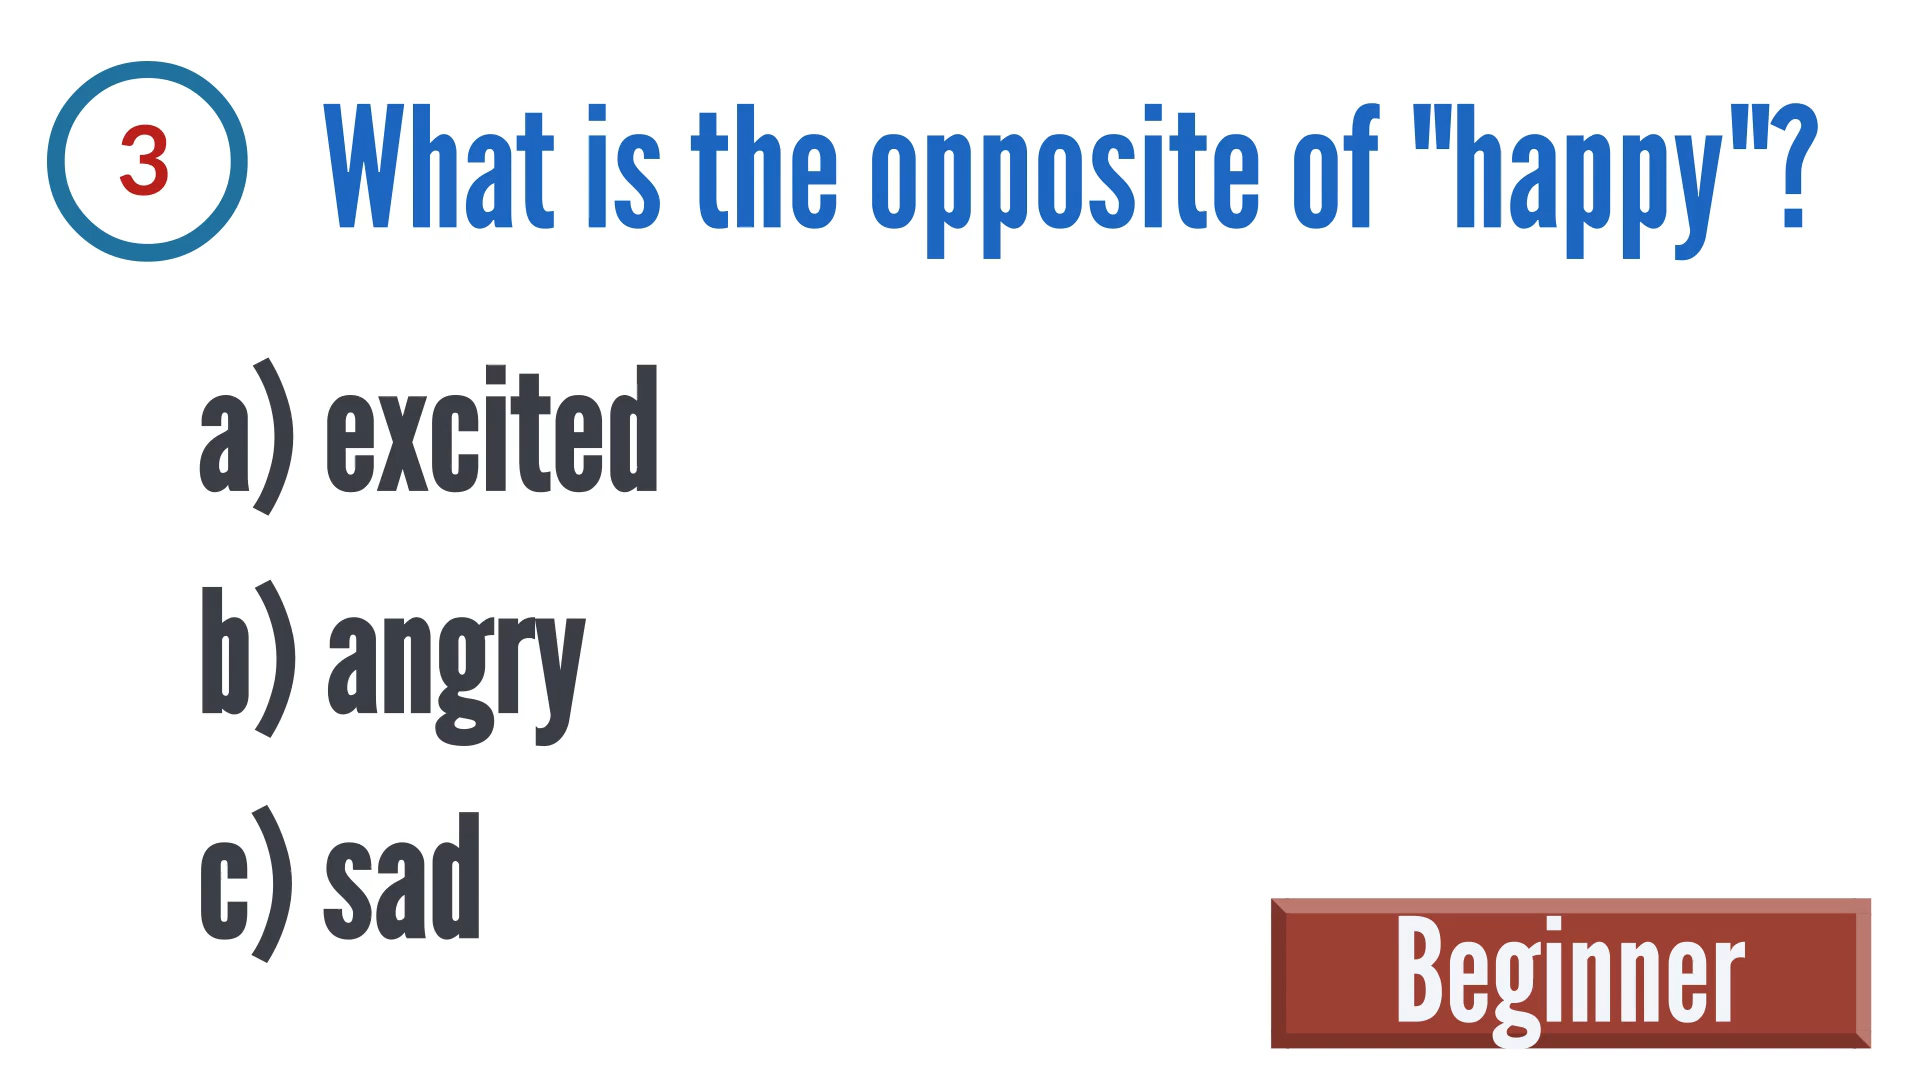 3 What is the opposite of "happy"?
a) excited
b) angry
c) sad
Beginner